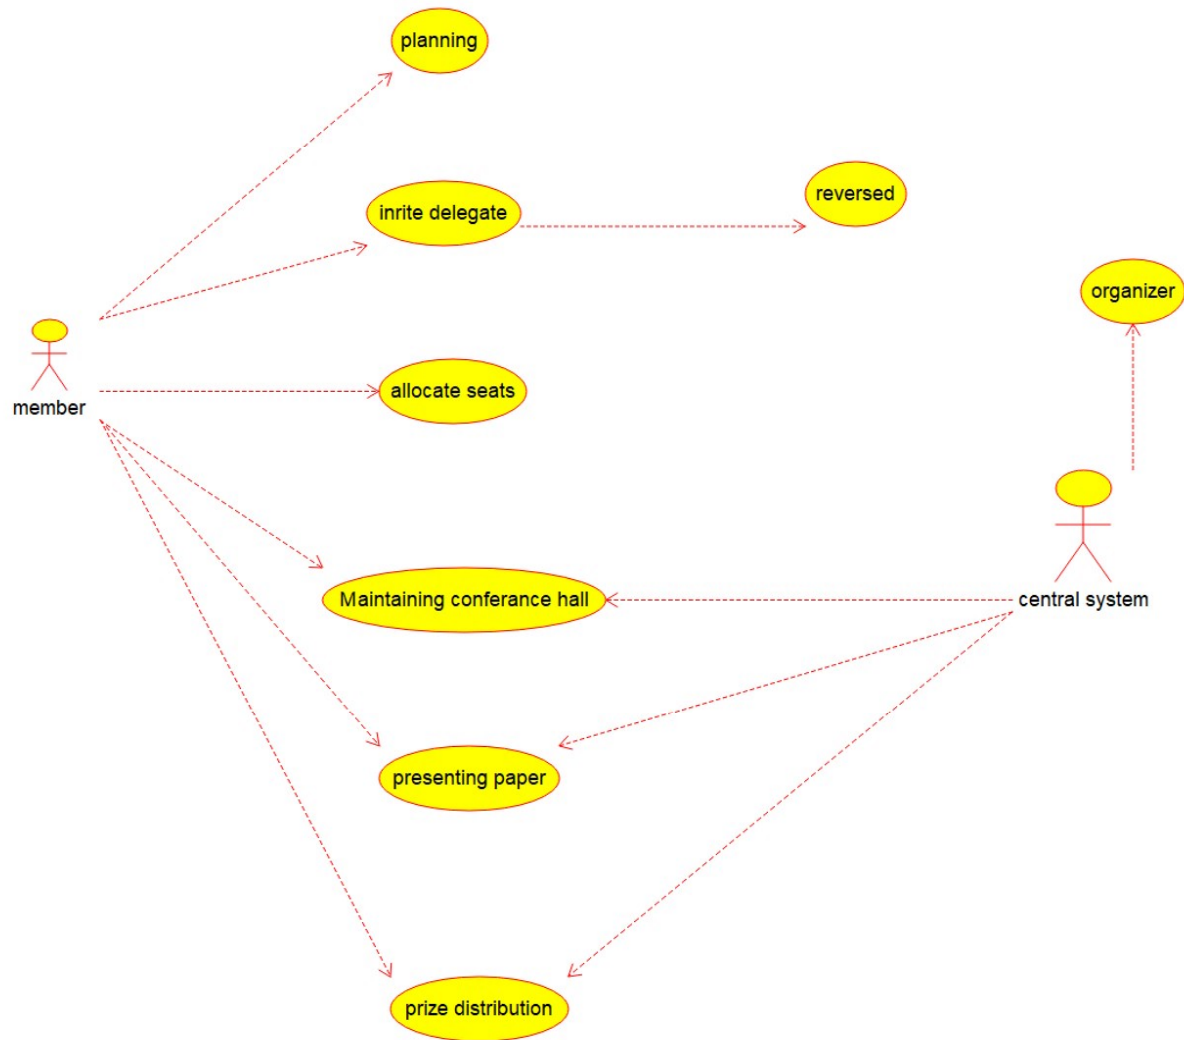 planning
reversed
inrite delegate
organizer
allocate seats
member
Maintaining conferance hall
central system
presenting paper
prize distribution